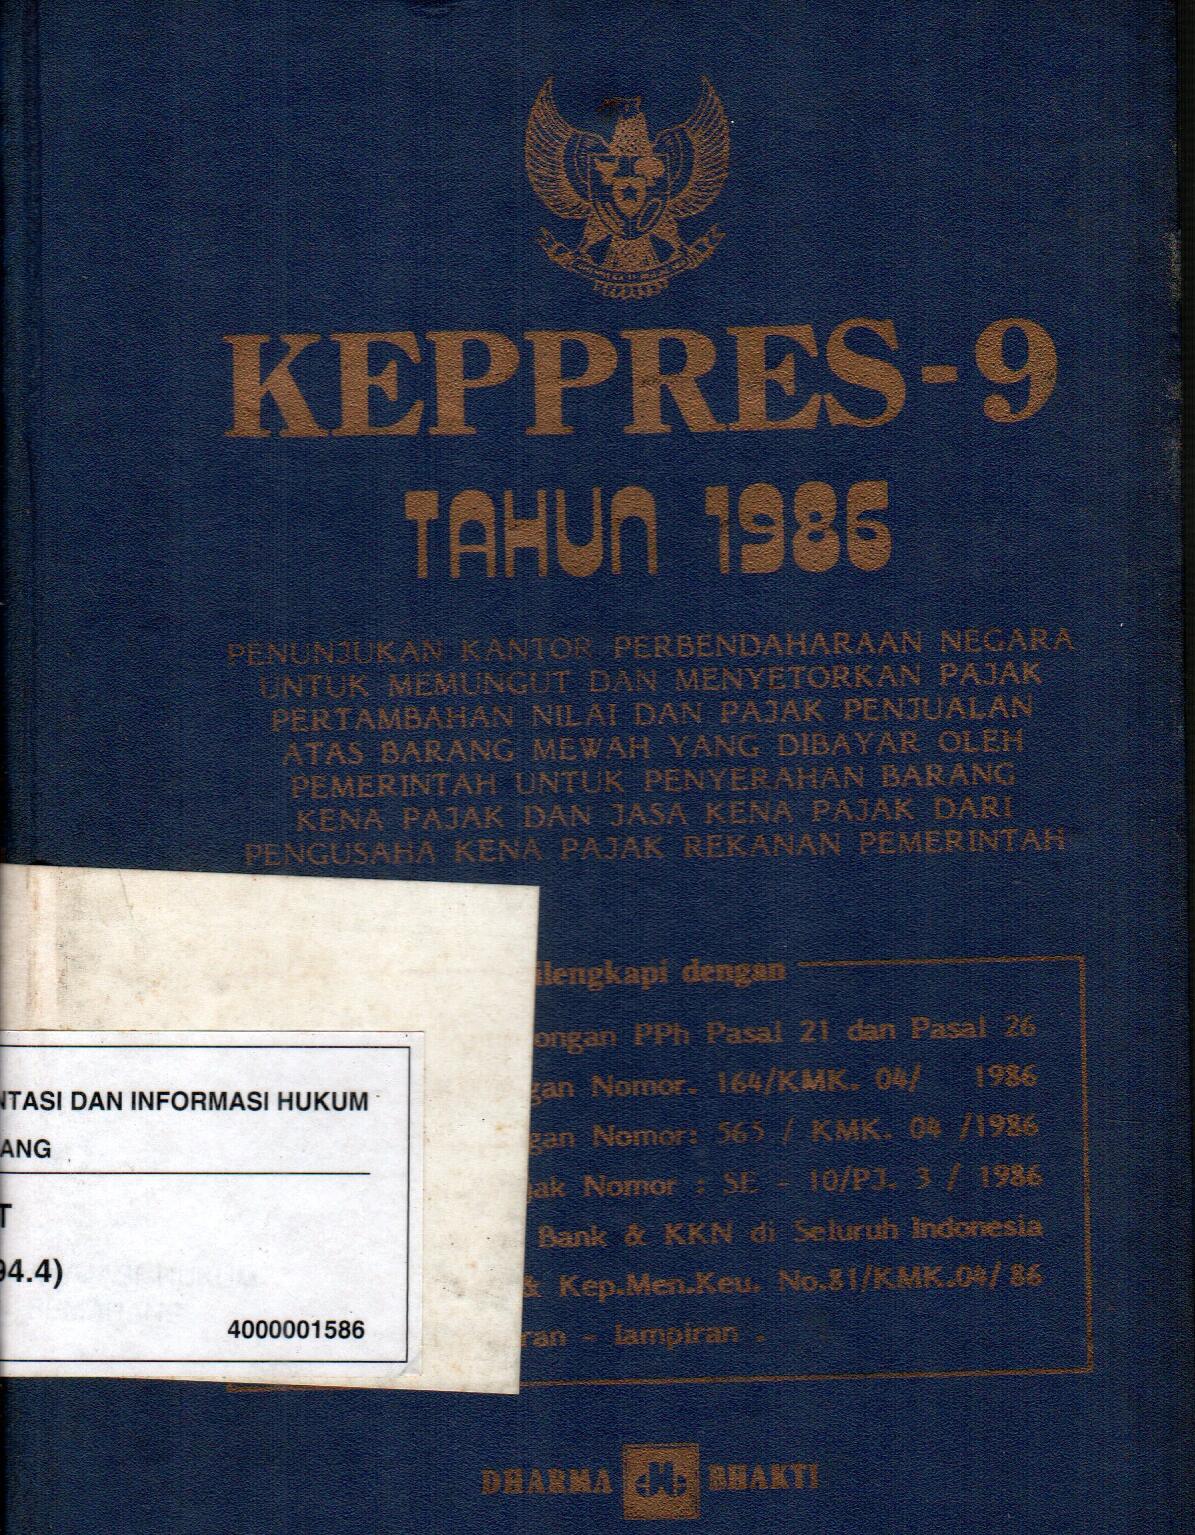 KEPPRES-9
TAHUN 1986
PENUNJUKAN KANTOR PERBENDAHARAAN NEGARA
UNTUK MEMUNGUT DAN MENYETORKAN PAJAK
PERTAMBAHAN NILAI DAN PAJAK PENJUALAN
ATAS BARANG MEWAH YANG DIBAYAR OLEH
PEMERINTAH UNTUK PENYERAHAN BARANG
KENA PAJAK DAN JASA KENA PAJAK DARI
PENGUSAHA KENA PAJAK REKANAN PEMERINTAH
ilengkapi dengan
ongan PPh Pasal 21 dan Pasal 26
gan Nomor. 164/KMK. 04/ 1986
gan Nomor: 565 / KMK. 04 /1986
ak Nomor : SE - 10/PJ. 3 / 1986
Bank & KKN di Seluruh Indonesia
& Kep.Men.Keu. No.81/KMK.04/86
ran - lampiran .
NTASI DAN INFORMASI HUKUM
ANG
T
94.4)
4000001586
DHARMA BHAKTI